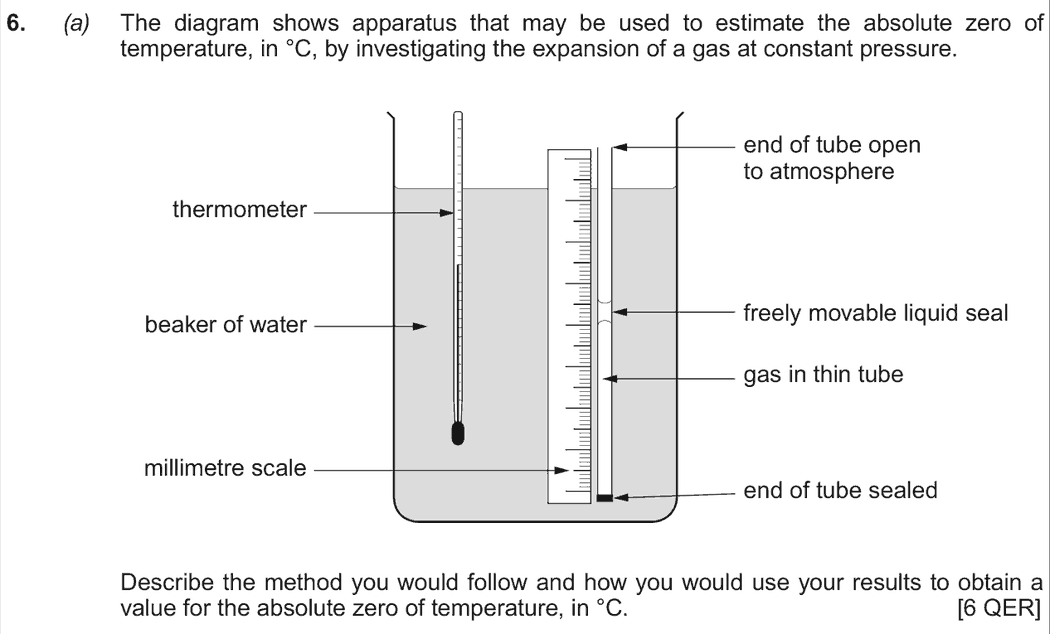 6. (a) The diagram shows apparatus that may be used to estimate the absolute zero of
temperature, in °C, by investigating the expansion of a gas at constant pressure.
end of tube open
to atmosphere
thermometer
freely movable liquid seal
beaker of water
gas in thin tube
millimetre scale
end of tube sealed
Describe the method you would follow and how you would use your results to obtain a
value for the absolute zero of temperature, in °C. [6 QER]